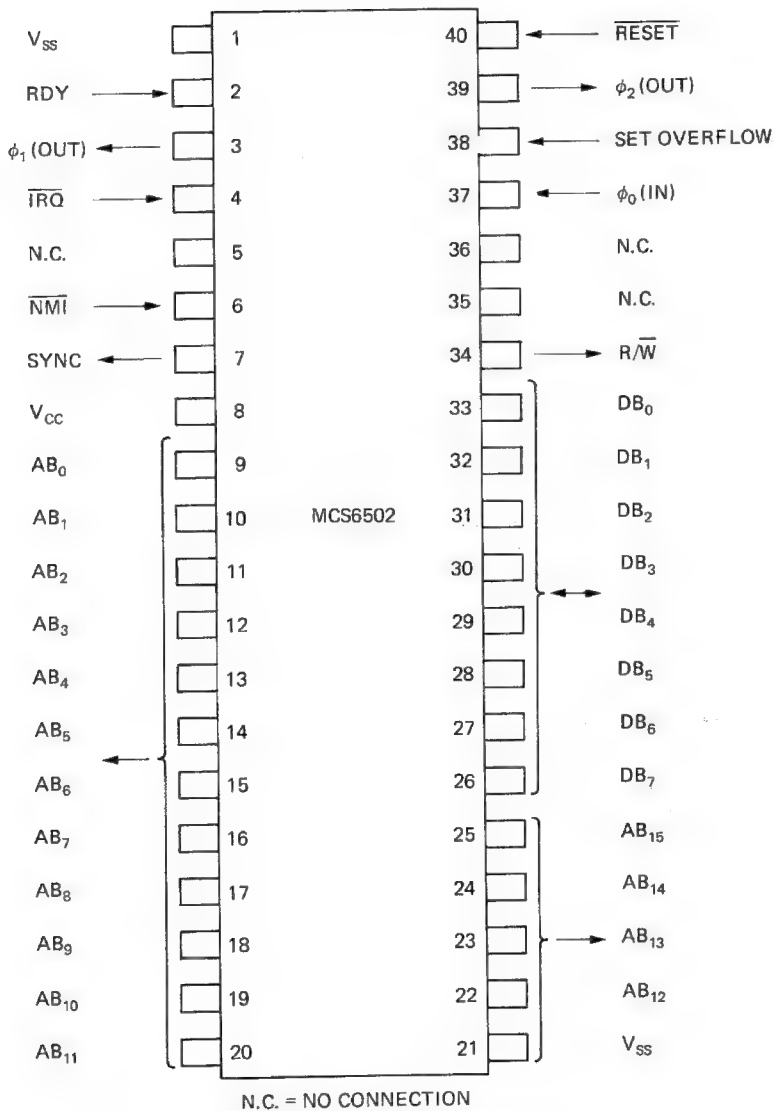 V_SS 1 40 R̅E̅S̅E̅T̅
RDY 2 39 ϕ₂(OUT)
ϕ₁(OUT) 3 38 SET OVERFLOW
I̅R̅Q̅ 4 37 ϕ₀(IN)
N.C. 5 36 N.C.
N̅M̅I̅ 6 35 N.C.
SYNC 7 34 R/W̅
V_CC 8 33 DB₀
AB₀ 9 32 DB₁
AB₁ 10 MCS6502 31 DB₂
AB₂ 11 30 DB₃
AB₃ 12 29 DB₄
AB₄ 13 28 DB₅
AB₅ 14 27 DB₆
AB₆ 15 26 DB₇
AB₇ 16 25 AB₁₅
AB₈ 17 24 AB₁₄
AB₉ 18 23 AB₁₃
AB₁₀ 19 22 AB₁₂
AB₁₁ 20 21 V_SS
N.C. = NO CONNECTION